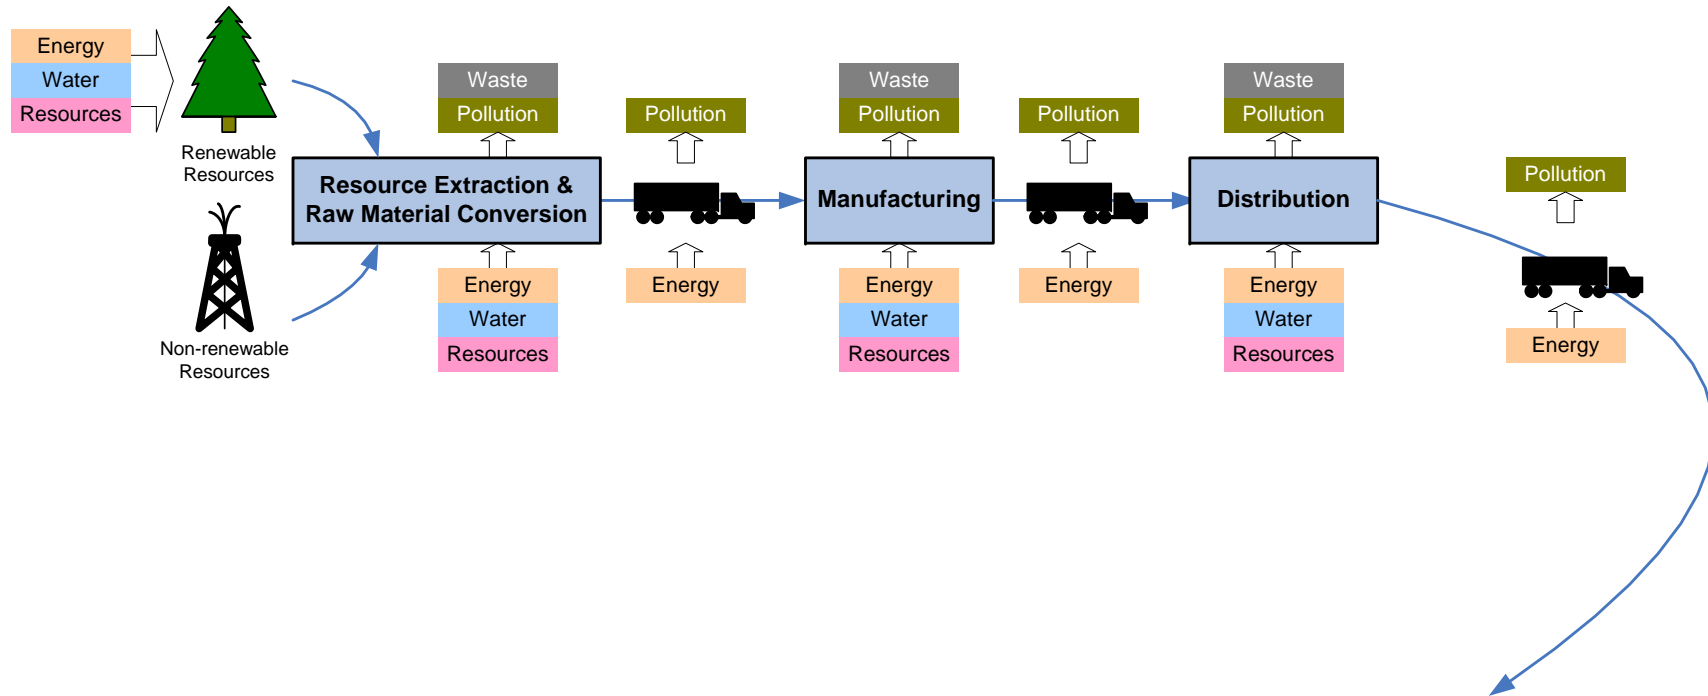 Energy
Water
Resources
Renewable
Resources
Non-renewable
Resources
Waste
Pollution
Resource Extraction &
Raw Material Conversion
Energy
Water
Resources
Pollution
Energy
Waste
Pollution
Manufacturing
Energy
Water
Resources
Pollution
Energy
Waste
Pollution
Distribution
Energy
Water
Resources
Pollution
Energy